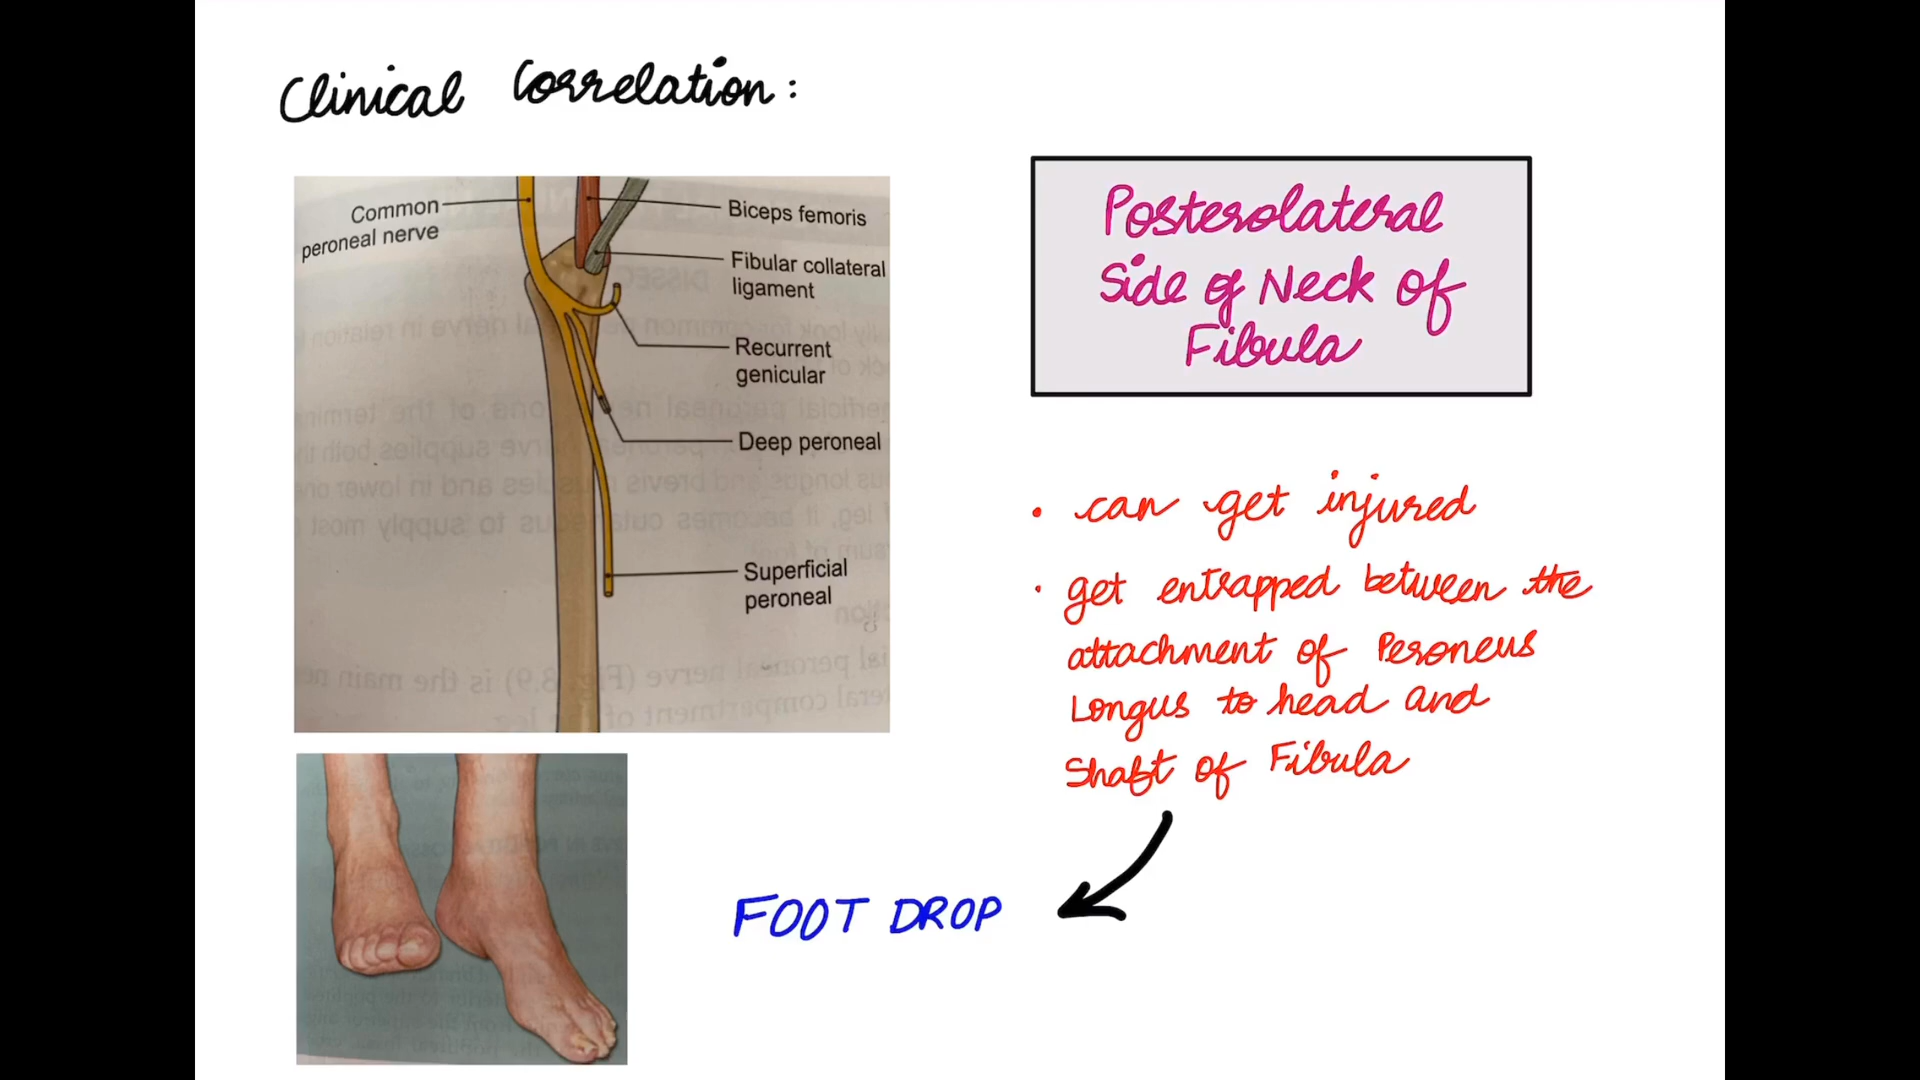 Clinical Correlation:
Common
peroneal nerve
Biceps femoris
Fibular collateral
ligament
Recurrent
genicular
Deep peroneal
Superficial
peroneal
Posterolateral
Side of Neck of
Fibula
• can get injured
• get entrapped between the
attachment of Peroneus
Longus to head and
Shaft of Fibula
FOOT DROP